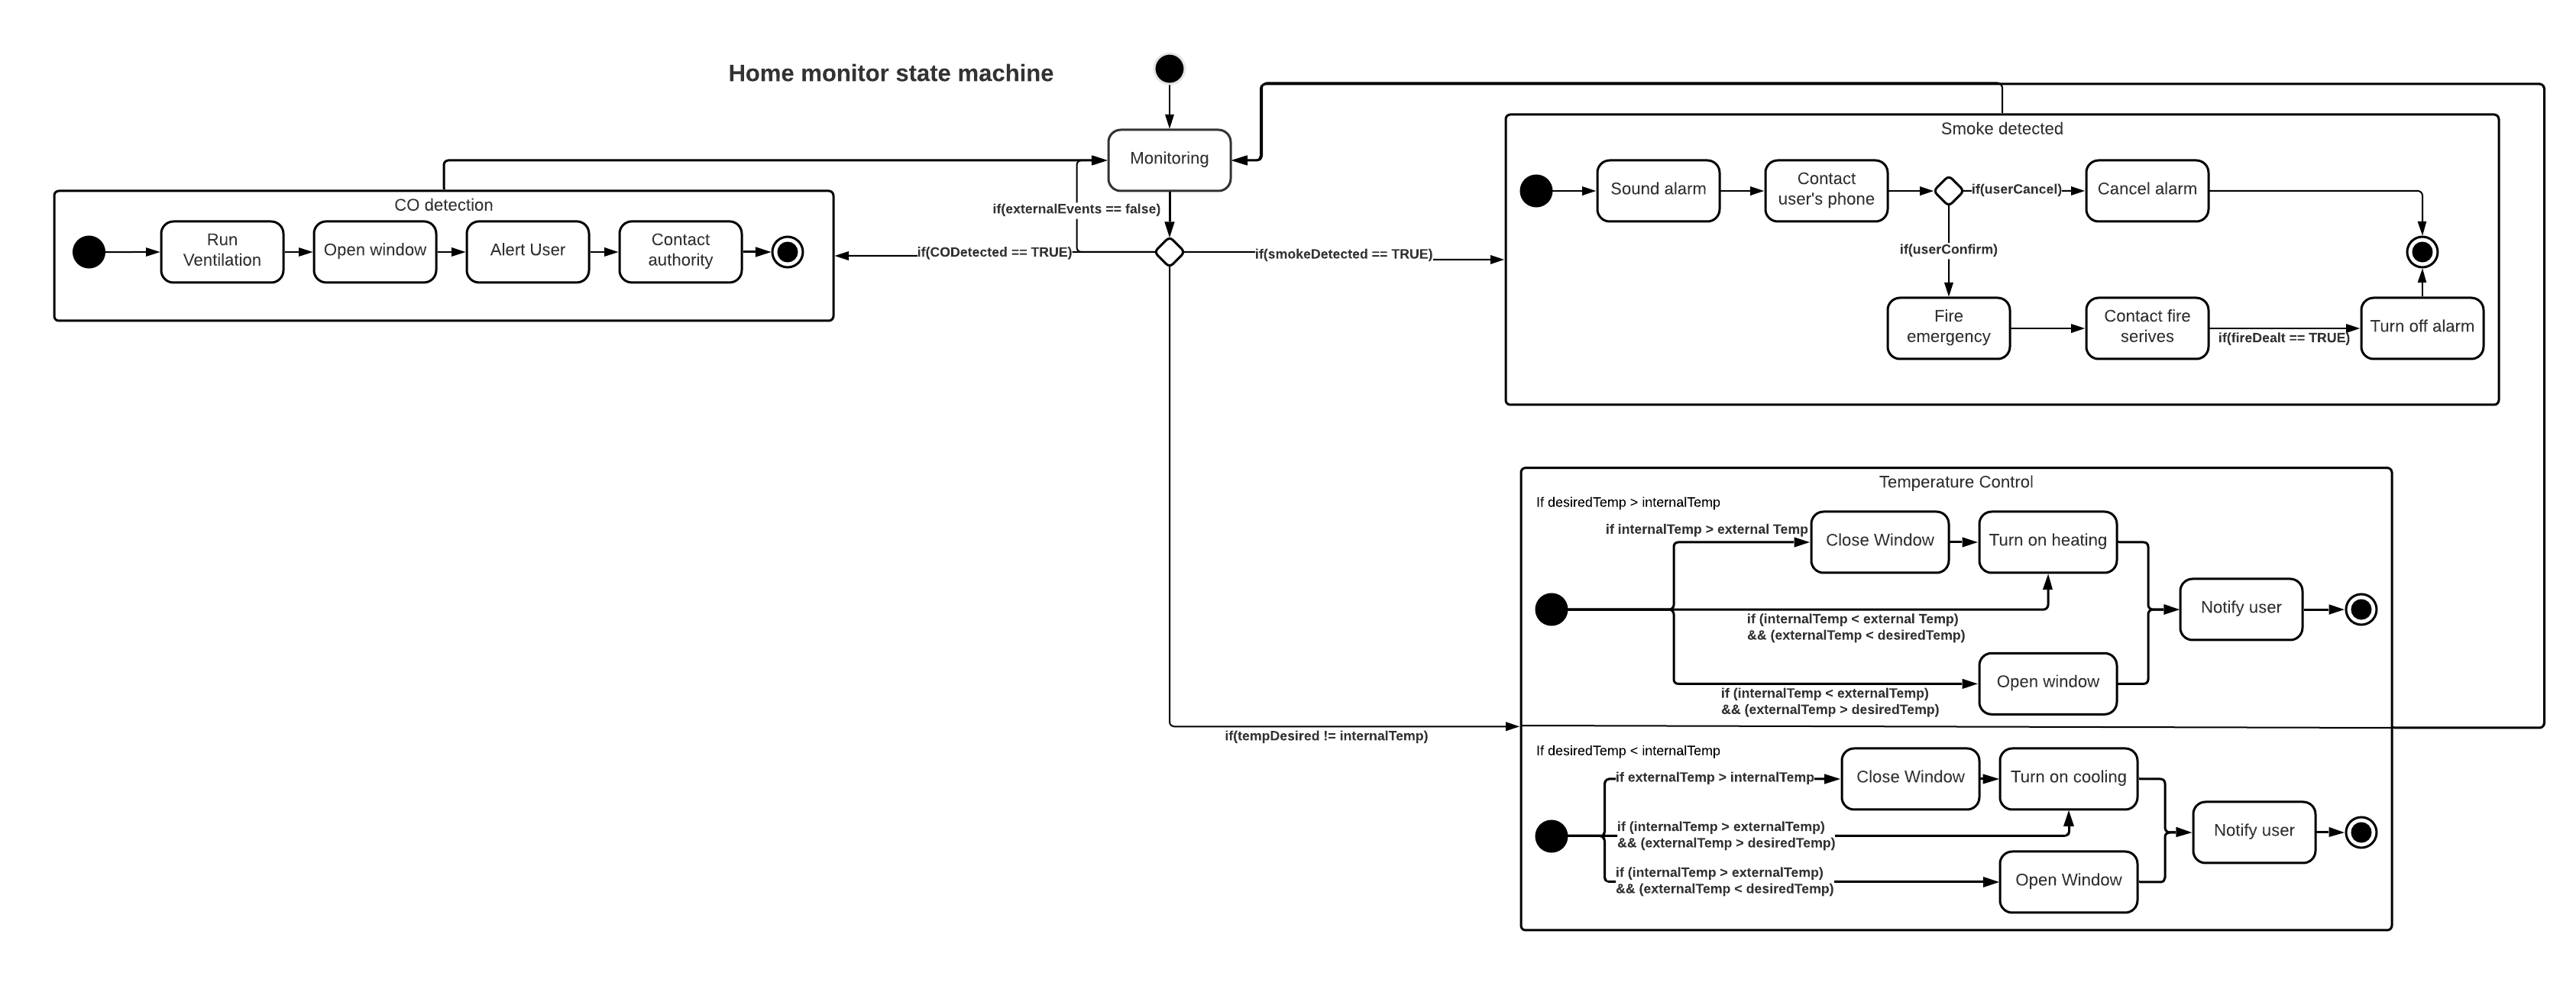 Home monitor state machine
Monitoring
if(externalEvents == false)
if(CODetected == TRUE)
if(smokeDetected == TRUE)
if(tempDesired != internalTemp)
CO detection
Run
Ventilation
Open window
Alert User
Contact
authority
Smoke detected
Sound alarm
Contact
user's phone
if(userCancel)
Cancel alarm
if(userConfirm)
Fire
emergency
Contact fire
serives
if(fireDealt == TRUE)
Turn off alarm
Temperature Control
If desiredTemp > internalTemp
if internalTemp > external Temp
Close Window
Turn on heating
if (internalTemp < external Temp)
&& (externalTemp < desiredTemp)
Notify user
if (internalTemp < externalTemp)
&& (externalTemp > desiredTemp)
Open window
If desiredTemp < internalTemp
if externalTemp > internalTemp
Close Window
Turn on cooling
if (internalTemp > externalTemp)
&& (externalTemp > desiredTemp)
Notify user
if (internalTemp > externalTemp)
&& (externalTemp < desiredTemp)
Open Window